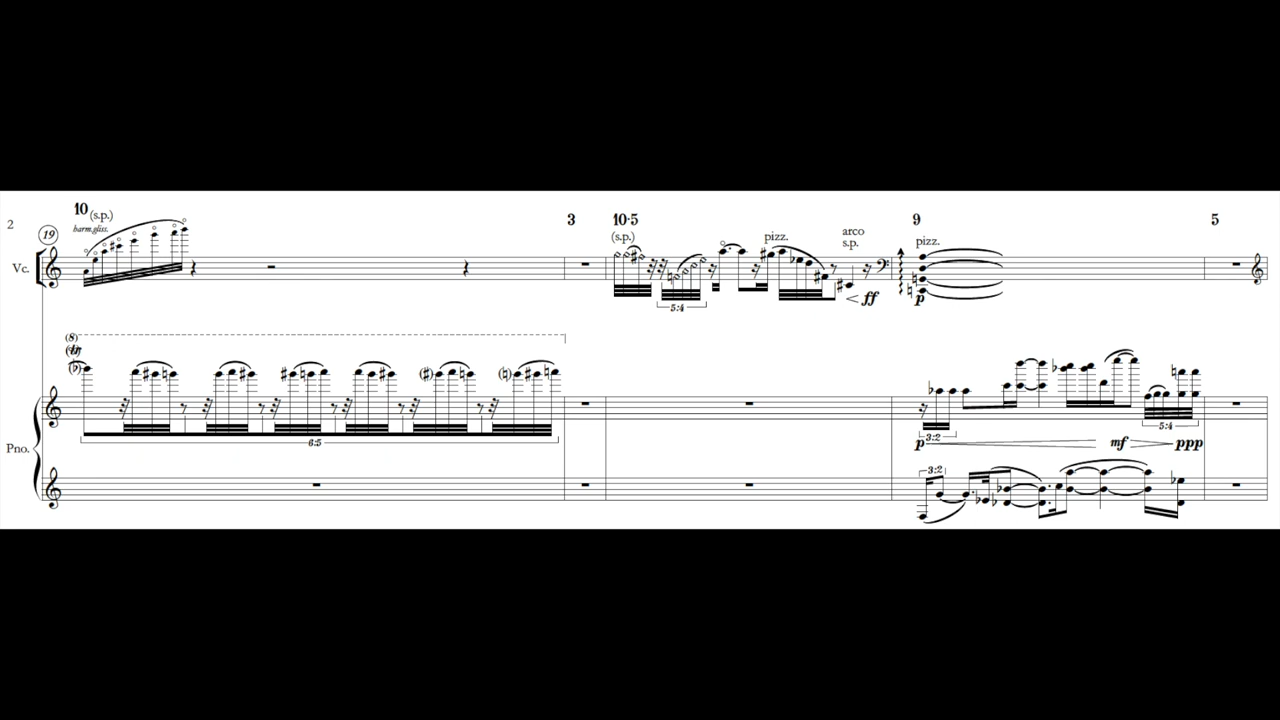 2
19
10 (s.p.) 3 10·5 9 5
harm.gliss.
(s.p.) pizz. arco
s.p. pizz.
Vc.
5:4 ff p
(8)
6:5
3:2 5:4
Pno. p mf ppp
3:2